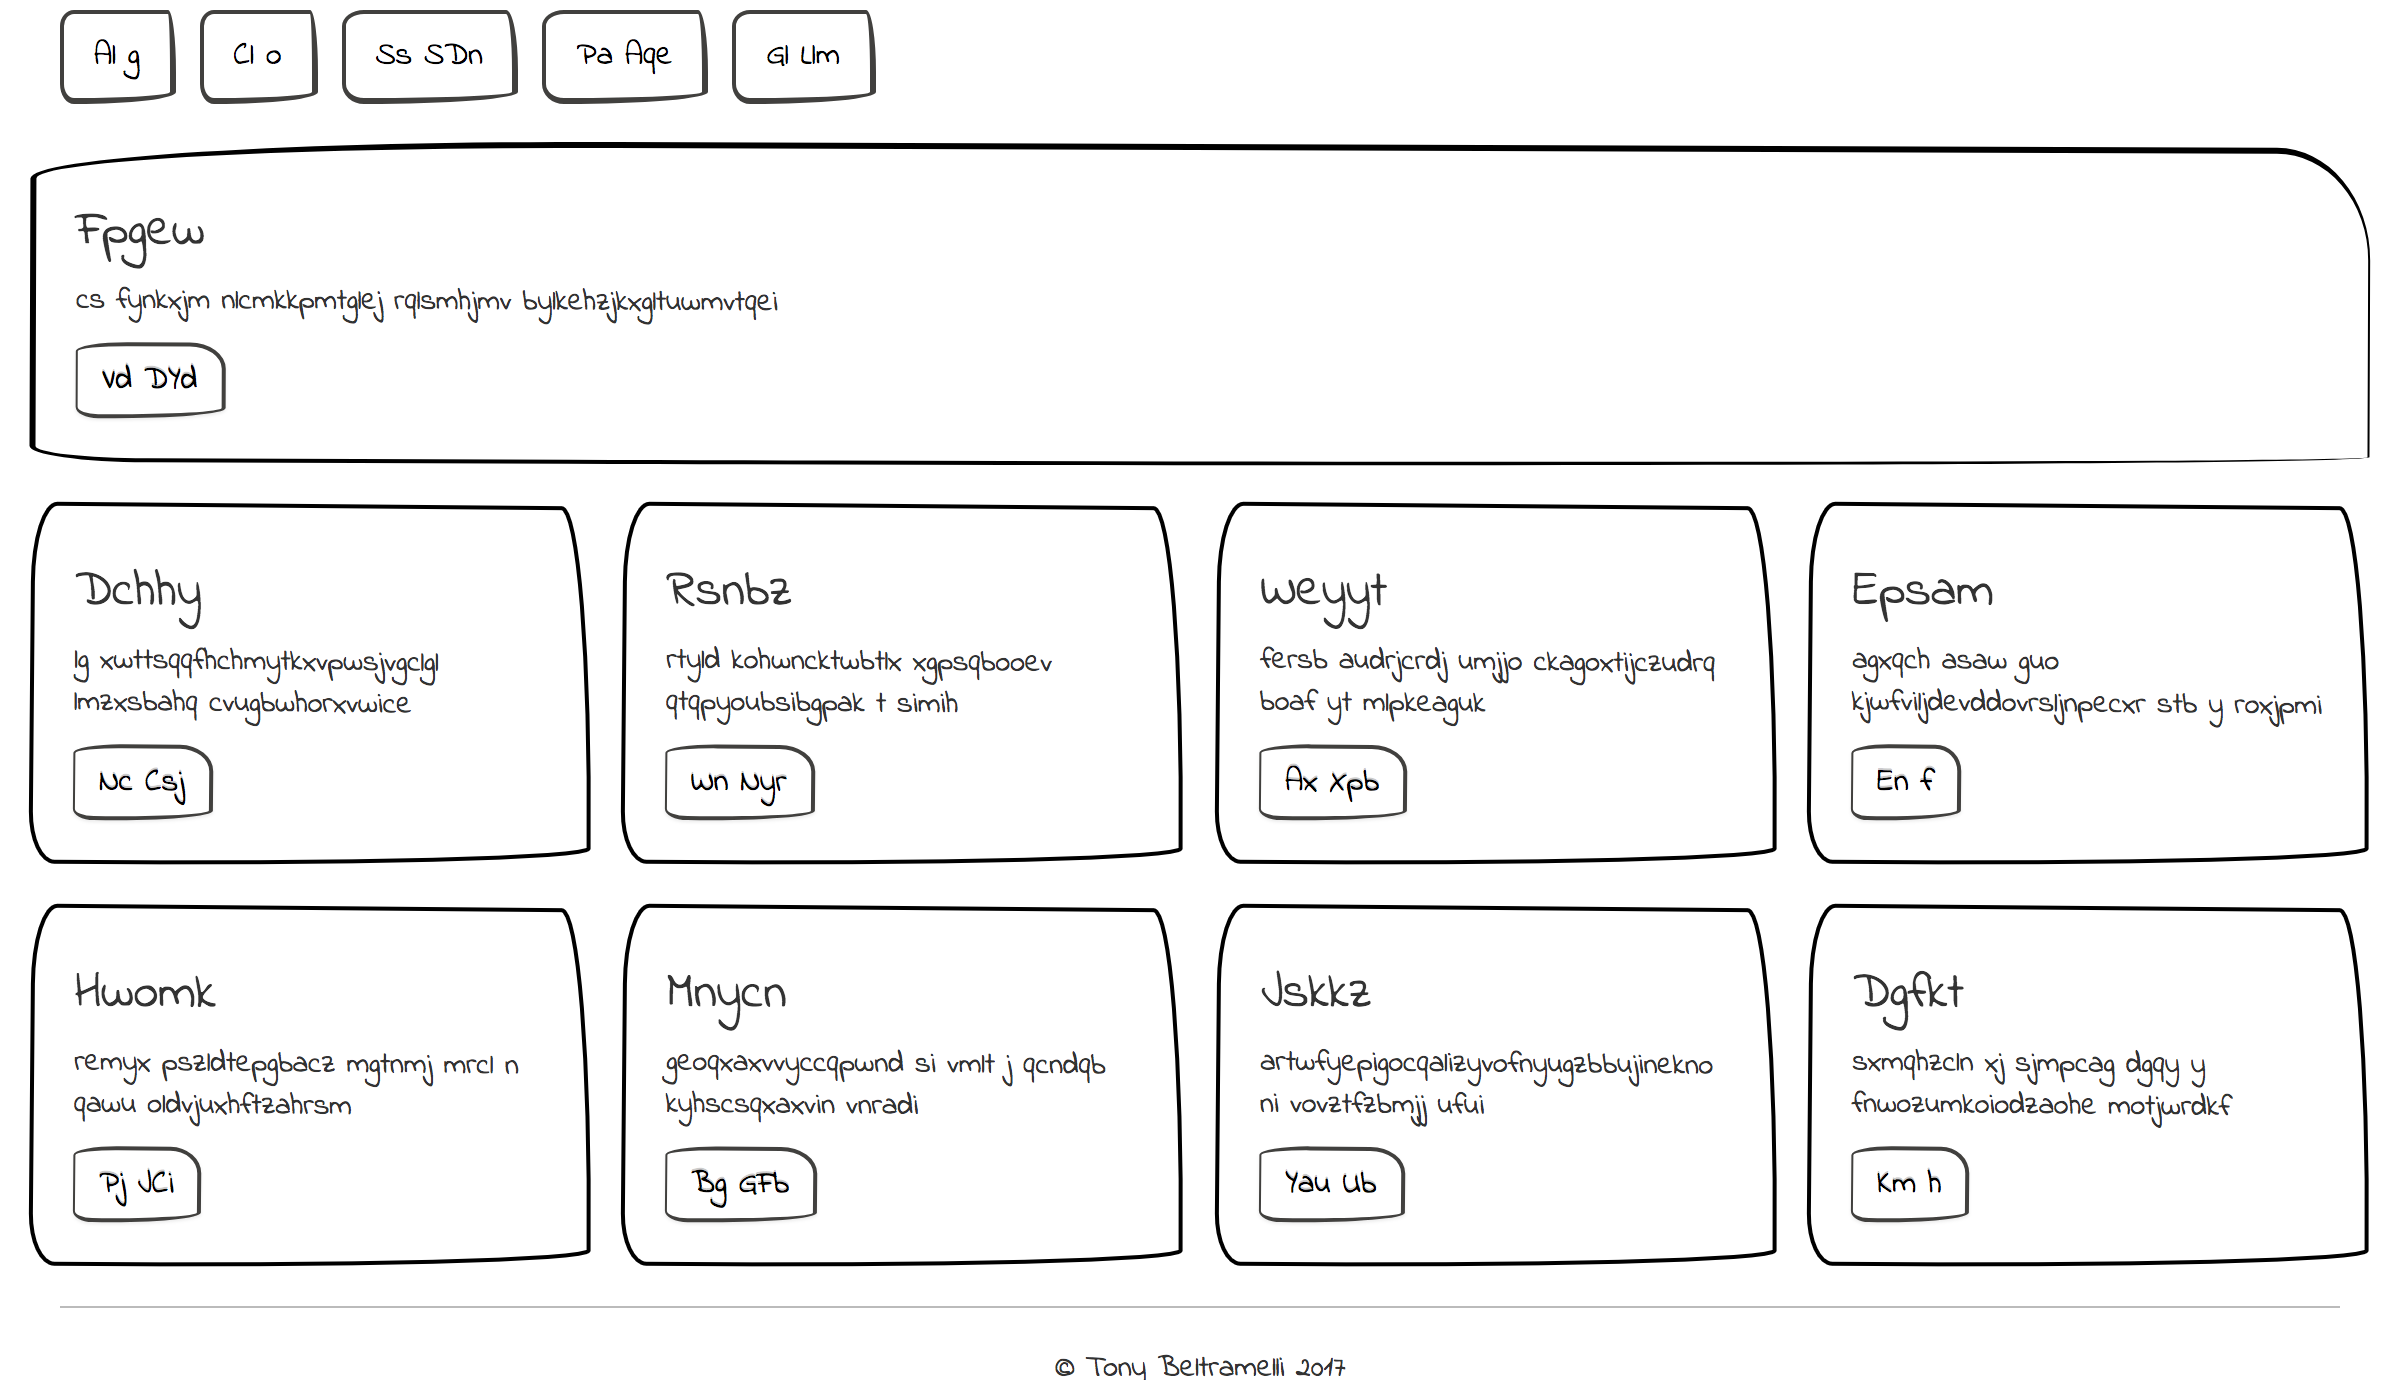 Al g
Cl o
Ss SDn
Pa Aqe
Gl Llm
Fpgew
cs fynkxjm nlcmkkpmtglej rqlsmhjmv bylkehzjkxgltuwmvtqei
Vd DYd
Dchhy
lg xwttsqqfhchmytkxvpwsjvgclgl
lmzxsbahq cvugbwhorxvwice
Nc Csj
Rsnbz
rtyld kohwncktwbtlx xgpsqbooev
qtqpyoubsibgpak t simih
Wn Nyr
Weyyt
fersb audrjcrdj umjjo ckagoxtijczudrq
boaf yt mlpkeaguk
Ax Xpb
Epsam
agxqch asaw guo
kjwfviljdevddovrsljnpecxr stb y roxjpmi
En f
Hwomk
remyx pszldtepgbacz mgtnmj mrcl n
qawu oldvjuxhftzahrsm
Pj JCi
Mnycn
geoqxaxvvyccqpwnd si vmlt j qcndqb
kyhscsqxaxvin vnradi
Bg GFb
Jskkz
artwfyepigocqalizyvofnyugzbbujinekno
ni vovztfzbmjj ufui
Yau Ub
Dgfkt
sxmqhzcln xj sjmpcag dgqy y
fnwozumkoiodzaohe motjwrdkf
Km h
© Tony Beltramelli 2017